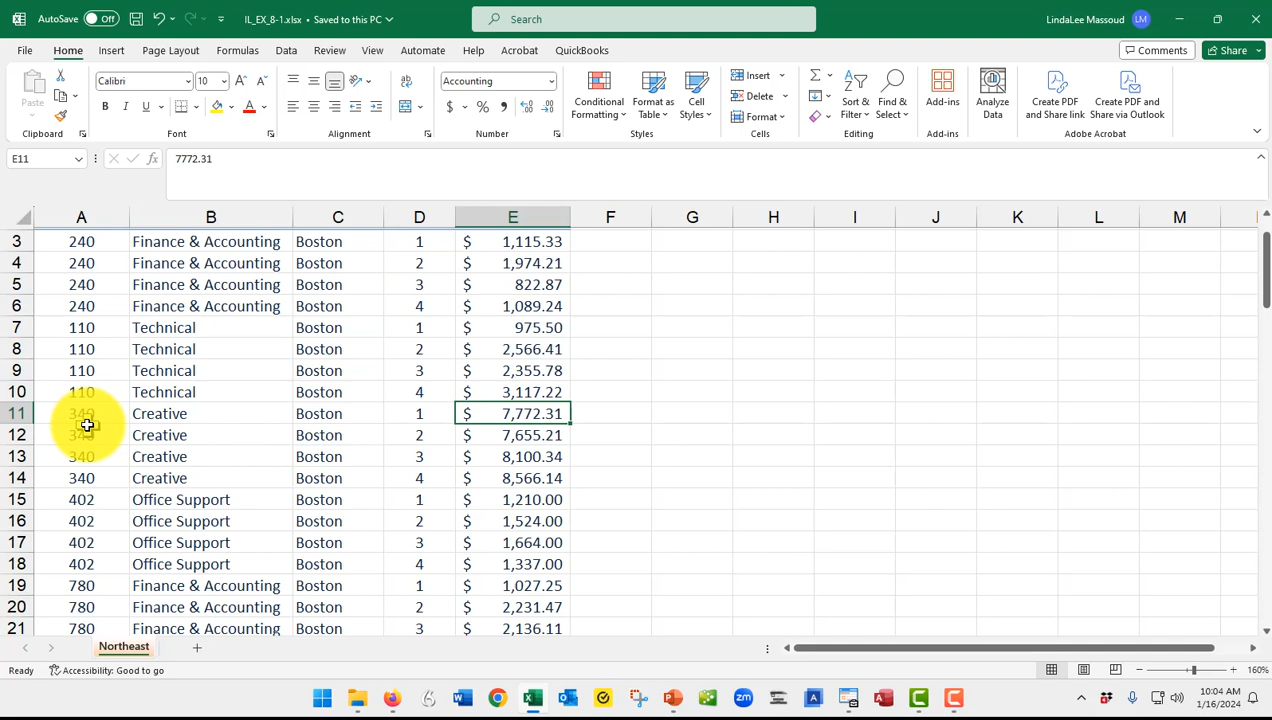 AutoSave Off IL_EX_8-1.xlsx • Saved to this PC Search LindaLee Massoud LM
File Home Insert Page Layout Formulas Data Review View Automate Help Acrobat QuickBooks Comments Share
Paste Calibri 10 Accounting Conditional Formatting Format as Table Cell Styles Insert Delete Format Sort & Filter Find & Select Add-ins Analyze Data Create PDF and Share link Create PDF and Share via Outlook
Clipboard Font Alignment Number Styles Cells Editing Add-ins Adobe Acrobat
E11 fx 7772.31
A B C D E F G H I J K L M
3 240 Finance & Accounting Boston 1 $ 1,115.33
4 240 Finance & Accounting Boston 2 $ 1,974.21
5 240 Finance & Accounting Boston 3 $ 822.87
6 240 Finance & Accounting Boston 4 $ 1,089.24
7 110 Technical Boston 1 $ 975.50
8 110 Technical Boston 2 $ 2,566.41
9 110 Technical Boston 3 $ 2,355.78
10 110 Technical Boston 4 $ 3,117.22
11 340 Creative Boston 1 $ 7,772.31
12 340 Creative Boston 2 $ 7,655.21
13 340 Creative Boston 3 $ 8,100.34
14 340 Creative Boston 4 $ 8,566.14
15 402 Office Support Boston 1 $ 1,210.00
16 402 Office Support Boston 2 $ 1,524.00
17 402 Office Support Boston 3 $ 1,664.00
18 402 Office Support Boston 4 $ 1,337.00
19 780 Finance & Accounting Boston 1 $ 1,027.25
20 780 Finance & Accounting Boston 2 $ 2,231.47
21 780 Finance & Accounting Boston 3 $ 2,136.11
Northeast
Ready Accessibility: Good to go 160%
10:04 AM
1/16/2024